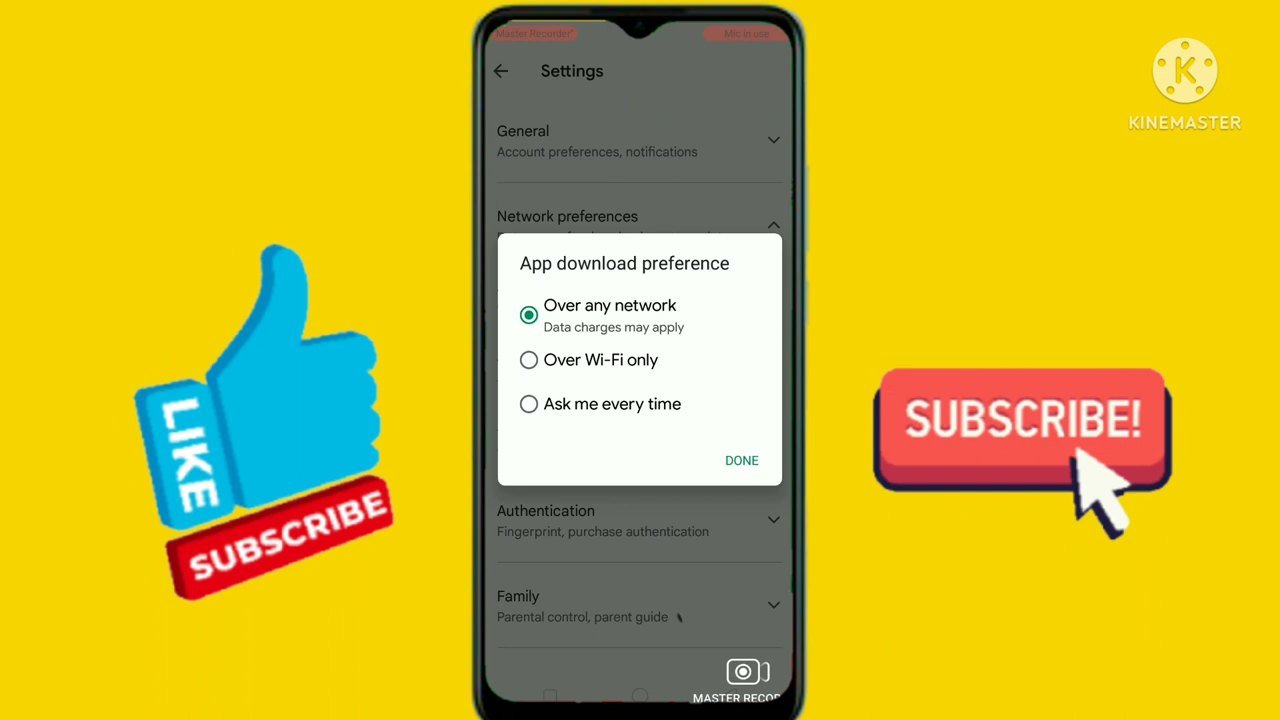 Master Recorder'
Mic in use
Settings
KINEMASTER
General
Account preferences, notifications
Network preferences
App download preference
Over any network
Data charges may apply
Over Wi-Fi only
Ask me every time
DONE
LIKE
SUBSCRIBE
SUBSCRIBE!
Authentication
Fingerprint, purchase authentication
Family
Parental control, parent guide
MASTER RECOR